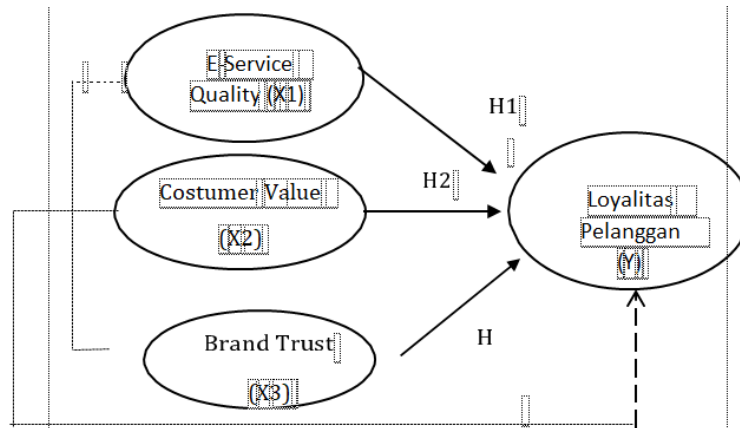 E-Service
Quality (X1)
H1
Costumer Value
(X2)
H2
Loyalitas
Pelanggan
(Y)
Brand Trust
(X3)
H